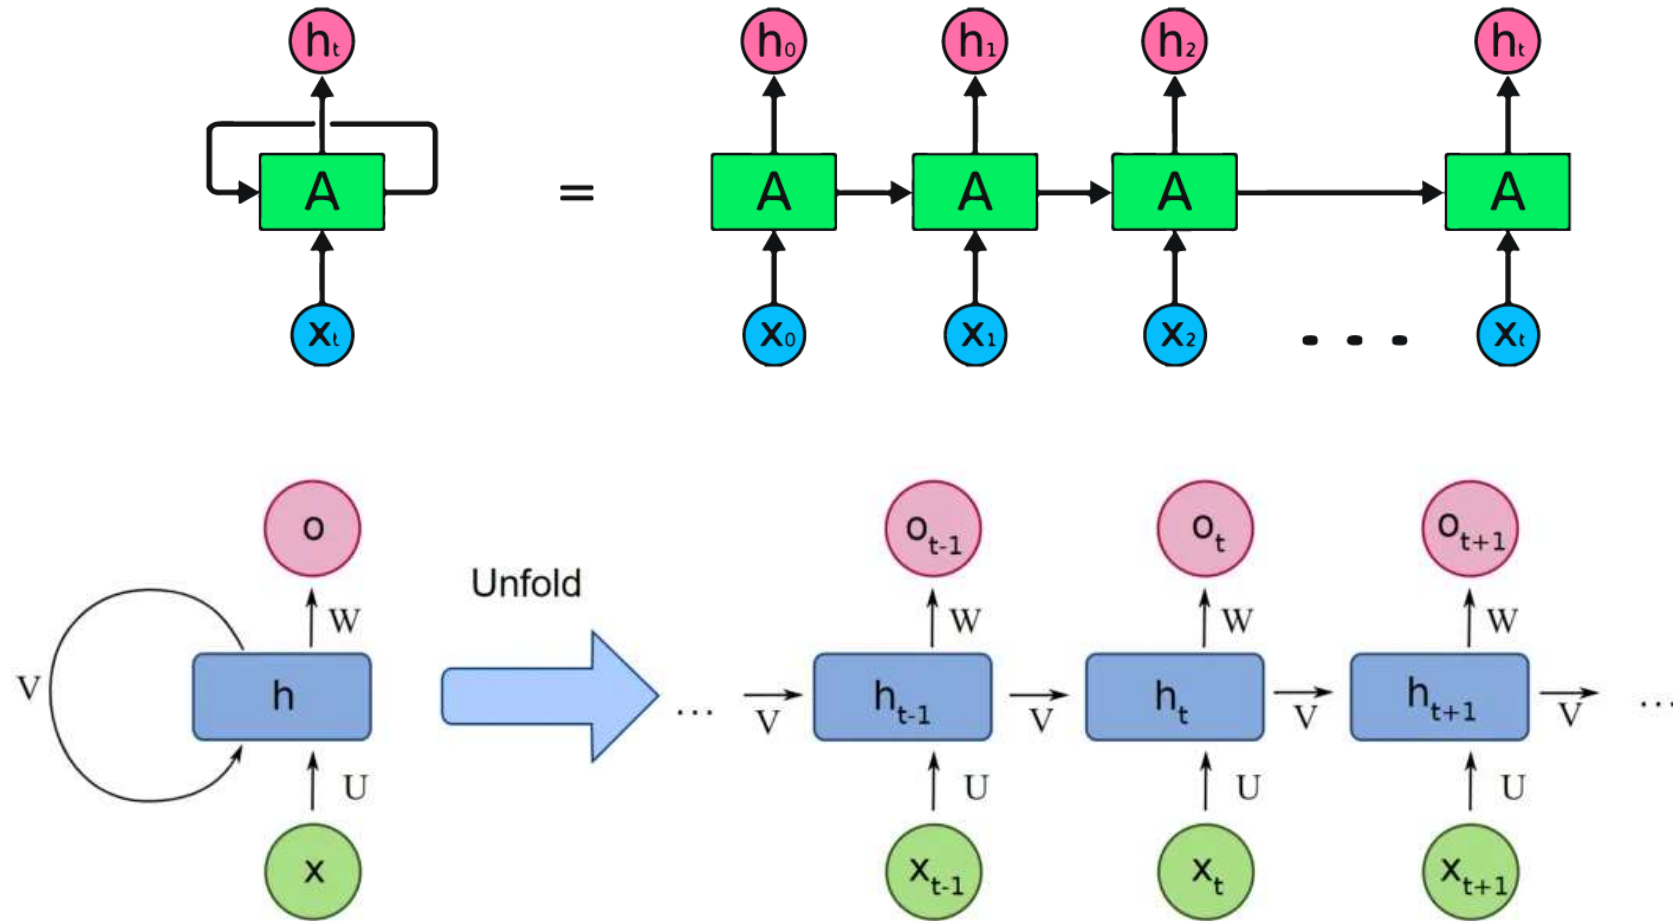 hₜ h₀ h₁ h₂ hₜ
A = A A A A
xₜ x₀ x₁ x₂ . . . xₜ
o oₜ₋₁ oₜ oₜ₊₁
Unfold
W W W W
V h ... V hₜ₋₁ V hₜ V hₜ₊₁ V ...
U U U U
x xₜ₋₁ xₜ xₜ₊₁